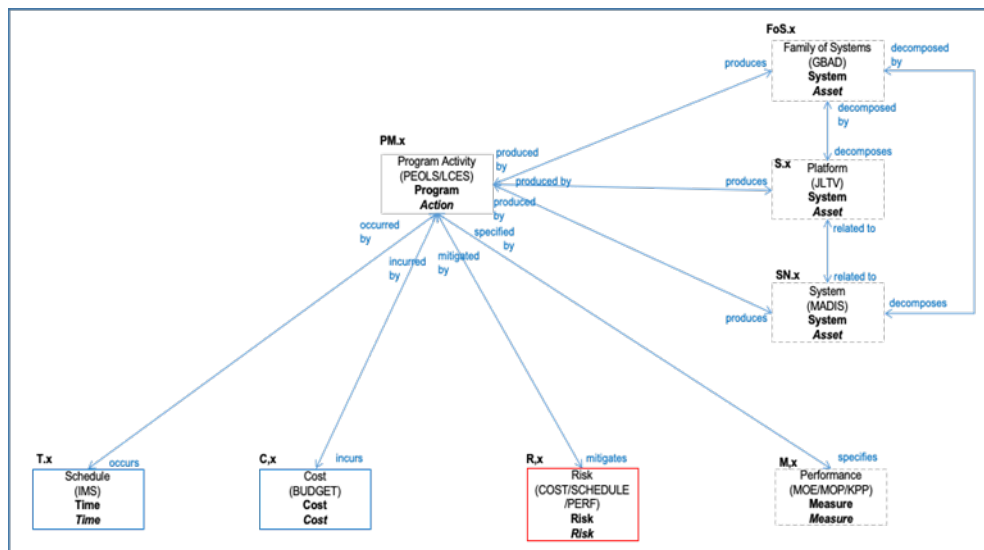 FoS.x
Family of Systems
(GBAD)
System
Asset
decomposed
by
produces
decomposed
by
decomposes
PM.x
Program Activity
(PEOLS/LCES)
Program
Action
produced
by
produced by
produced
by
produces
S.x
Platform
(JLTV)
System
Asset
related to
related to
SN.x
System
(MADIS)
System
Asset
produces
decomposes
occurred
by
incurred
by
mitigated
by
specified
by
T.x
occurs
Schedule
(IMS)
Time
Time
C,x
incurs
Cost
(BUDGET)
Cost
Cost
R,x
mitigates
Risk
(COST/SCHEDULE
/PERF)
Risk
Risk
M,x
specifies
Performance
(MOE/MOP/KPP)
Measure
Measure